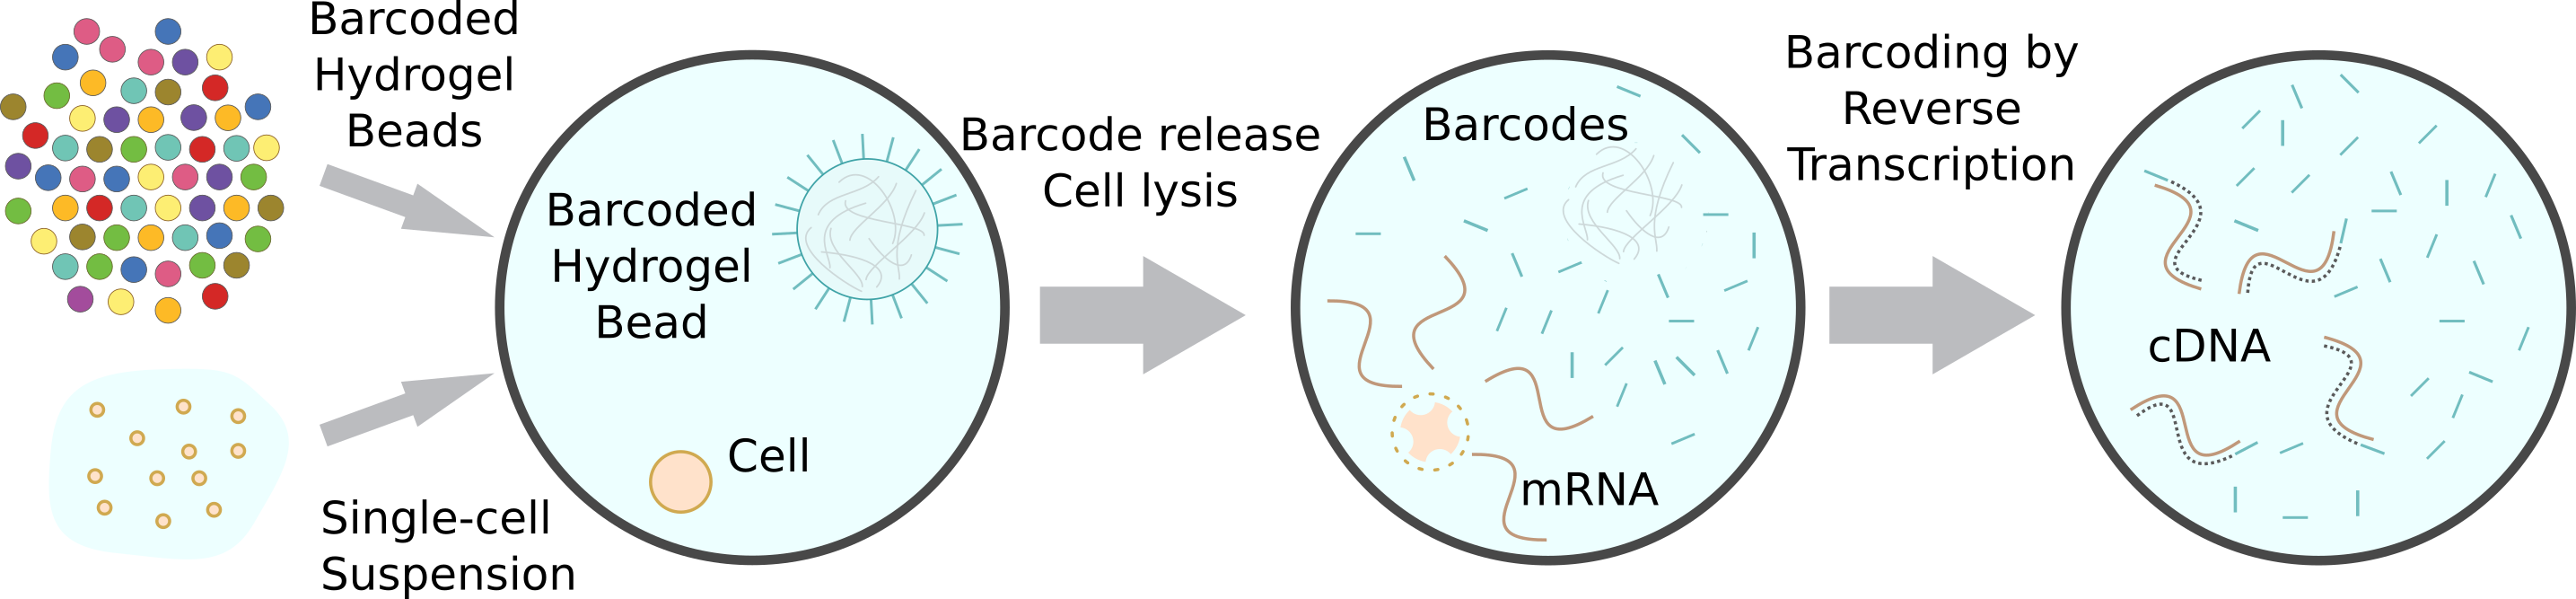 Barcoded
Hydrogel
Beads
Single-cell
Suspension
Barcoded
Hydrogel
Bead
Cell
Barcode release
Cell lysis
Barcodes
mRNA
Barcoding by
Reverse
Transcription
cDNA